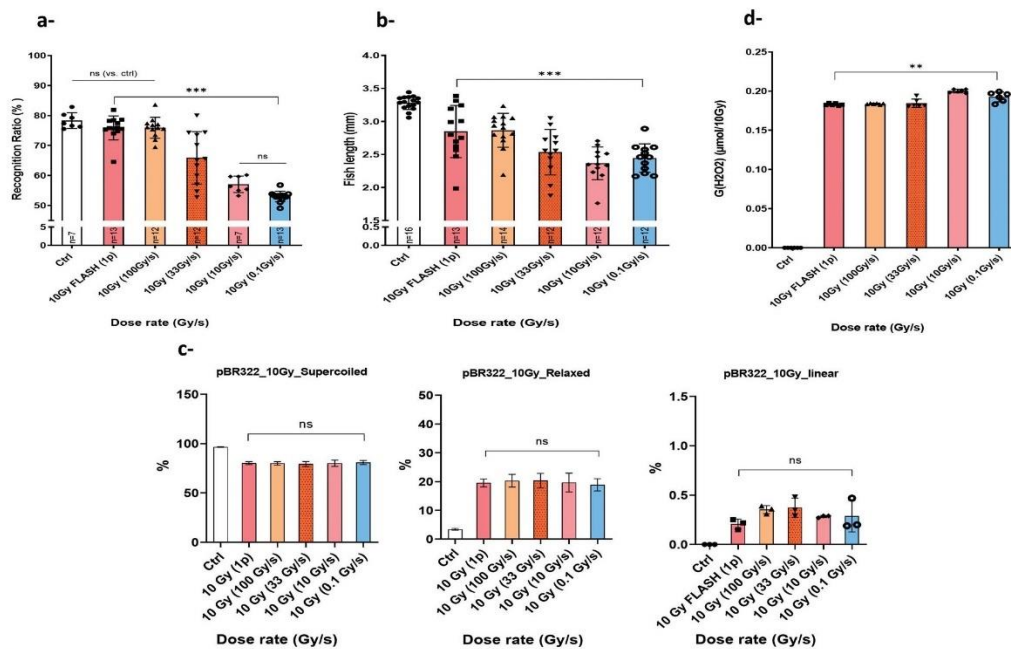 a-
Recognition Ratio (%)
ns (vs. ctrl)
***
ns
100
90
80
70
60
50
5
0
n=7
n=13
n=12
n=12
n=7
n=13
Ctrl
10Gy FLASH (1p)
10Gy (100Gy/s)
10Gy (33Gy/s)
10Gy (10Gy/s)
10Gy (0.1Gy/s)
Dose rate (Gy/s)
b-
Fish length (mm)
***
4.0
3.5
3.0
2.5
2.0
1.5
0.5
0.0
n=16
n=13
n=14
n=12
n=12
n=12
Ctrl
10Gy FLASH (1p)
10Gy (100Gy/s)
10Gy (33Gy/s)
10Gy (10Gy/s)
10Gy (0.1Gy/s)
Dose rate (Gy/s)
d-
G(H2O2) (µmol/10Gy)
**
0.20
0.15
0.10
0.05
0.00
Ctrl
10Gy FLASH (1p)
10Gy (100Gy/s)
10Gy (33Gy/s)
10Gy (10Gy/s)
10Gy (0.1Gy/s)
Dose rate (Gy/s)
c-
pBR322_10Gy_Supercoiled
%
ns
150
100
50
0
Ctrl
10 Gy (1p)
10 Gy (100 Gy/s)
10 Gy (33 Gy/s)
10 Gy (10 Gy/s)
10 Gy (0.1 Gy/s)
Dose rate (Gy/s)
pBR322_10Gy_Relaxed
%
ns
50
40
30
20
10
0
Ctrl
10 Gy (1p)
10 Gy (100 Gy/s)
10 Gy (33 Gy/s)
10 Gy (10 Gy/s)
10 Gy (0.1 Gy/s)
Dose rate (Gy/s)
pBR322_10Gy_linear
%
ns
1.5
1.0
0.5
0.0
Ctrl
10 Gy FLASH (1p)
10 Gy (100 Gy/s)
10 Gy (33 Gy/s)
10 Gy (10 Gy/s)
10 Gy (0.1 Gy/s)
Dose rate (Gy/s)